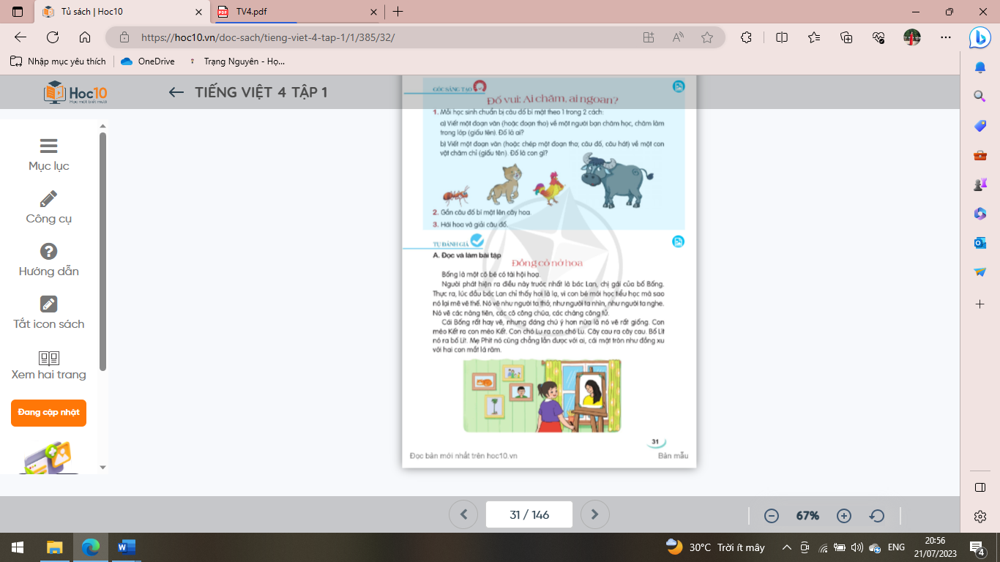 Tủ sách | Hoc10
TV4.pdf
https://hoc10.vn/doc-sach/tieng-viet-4-tap-1/1/385/32/
Nhập mục yêu thích
OneDrive
Trạng Nguyên - Họ...
Hoc10
Học một biết mười
TIẾNG VIỆT 4 TẬP 1
Mục lục
Công cụ
Hướng dẫn
Tắt icon sách
Xem hai trang
Đang cập nhật
GÓC SÁNG TẠO
Đố vui: Ai chăm, ai ngoan?
1. Mỗi học sinh chuẩn bị câu đố bí mật theo 1 trong 2 cách:
a) Viết một đoạn văn (hoặc đoạn thơ) về một người bạn chăm học, chăm làm
trong lớp (giấu tên). Đố là ai?
b) Viết một đoạn văn (hoặc chép một đoạn thơ, câu đố, câu hát) về một con
vật chăm chỉ (giấu tên). Đố là con gì?
2. Gắn câu đố bí mật lên cây hoa.
3. Hái hoa và giải câu đố.
TỰ ĐÁNH GIÁ
A. Đọc và làm bài tập
Đồng cỏ nở hoa
Bống là một cô bé có tài hội hoạ.
Người phát hiện ra điều này trước nhất là bác Lan, chị gái của bố Bống.
Thực ra, lúc đầu bác Lan chỉ thấy hơi là lạ, vì con bé mới học tiểu học mà sao
nó lại mê vẽ thế. Nó vẽ như người ta thở, như người ta nhìn, như người ta nghe.
Nó vẽ các nàng tiên, các cô công chúa, các chàng công tử.
Cái Bống rất hay vẽ, nhưng đáng chú ý hơn nữa là nó vẽ rất giống. Con
mèo Kết ra con mèo Kết. Con chó Lu ra con chó Lu. Cây cau ra cây cau. Bố Lít
nó ra bố Lít. Mẹ Phít nó cũng chẳng lẫn được với ai, cái mặt tròn như đồng xu
với hai con mắt lá răm.
31
Đọc bản mới nhất trên hoc10.vn
Bản mẫu
31 / 146
67%
30°C Trời ít mây
ENG
20:56
21/07/2023
4